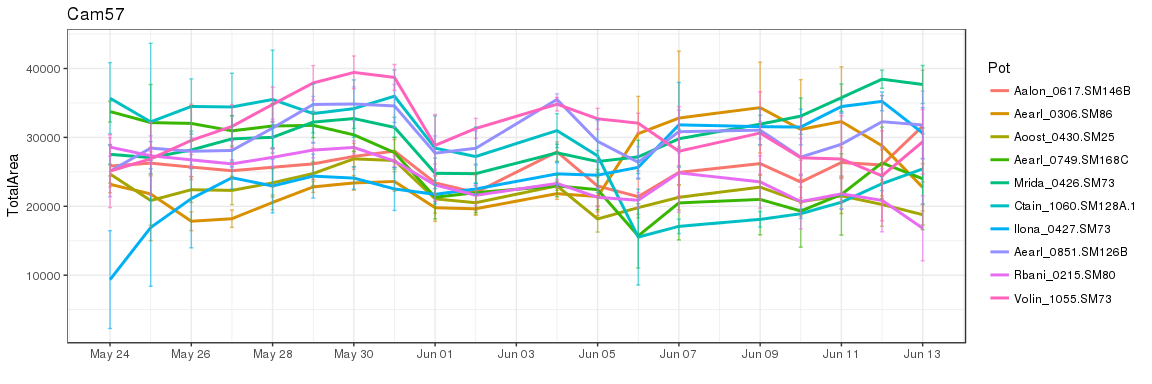 Cam57
TotalArea
40000
30000
20000
10000
May 24 May 26 May 28 May 30 Jun 01 Jun 03 Jun 05 Jun 07 Jun 09 Jun 11 Jun 13
Pot
Aalon_0617.SM146B
Aearl_0306.SM86
Aoost_0430.SM25
Aearl_0749.SM168C
Mrida_0426.SM73
Ctain_1060.SM128A.1
Ilona_0427.SM73
Aearl_0851.SM126B
Rbani_0215.SM80
Volin_1055.SM73